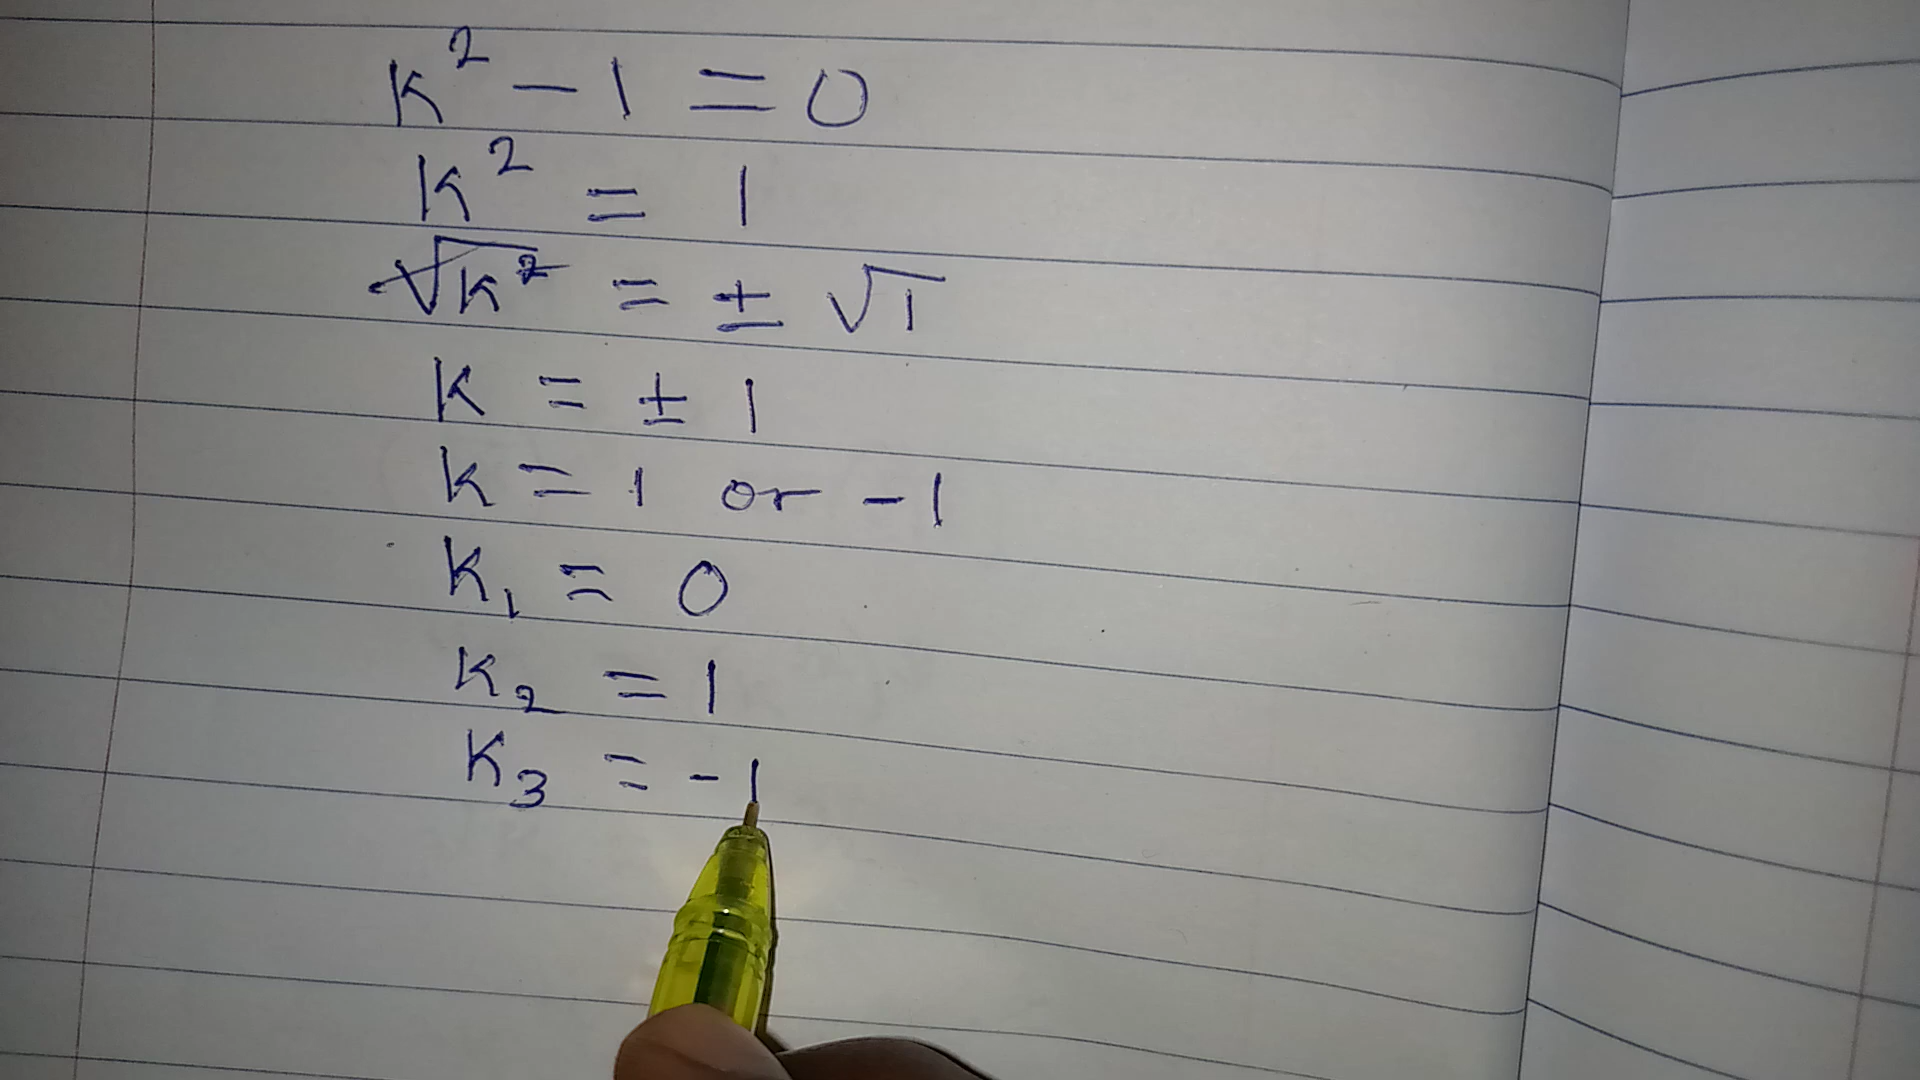 K² - 1 = 0
K² = 1
√K² = ± √1
K = ± 1
K = 1 or -1
K₁ = 0
K₂ = 1
K₃ = -1